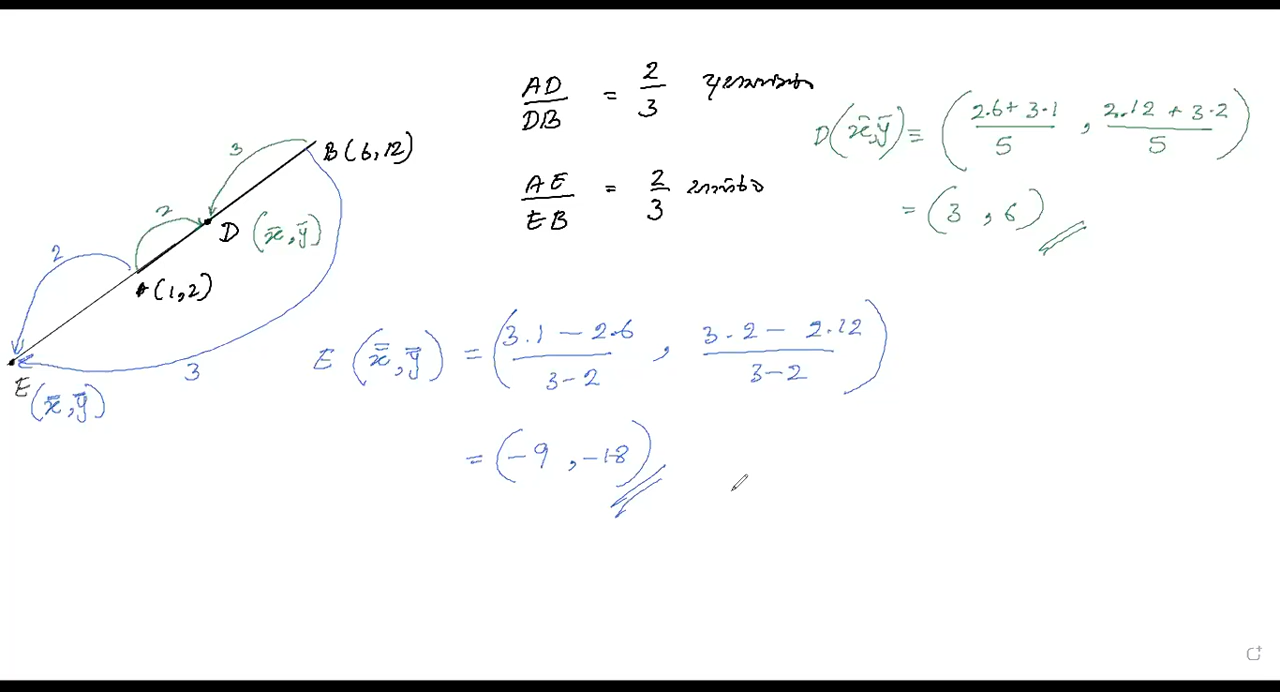 AD/DB = 2/3
D(x̄,ȳ) ≡ ((2.6+3.1)/5 , (2.12+3.2)/5)
= (3 , 6)
AE/EB = 2/3
B(6,12)
3
2
D (x̄,ȳ)
A(1,2)
2
3
E
(x̄,ȳ)
E (x̿,ȳ) = ((3.1 − 2.6)/(3−2) , (3.2 − 2.12)/(3−2))
= (−9 , −18)